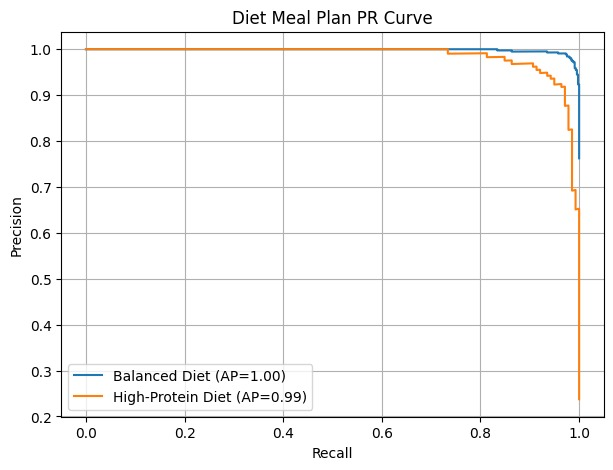 Diet Meal Plan PR Curve
Precision
1.0
0.9
0.8
0.7
0.6
0.5
0.4
0.3
0.2
Balanced Diet (AP=1.00)
High-Protein Diet (AP=0.99)
0.0 0.2 0.4 0.6 0.8 1.0
Recall